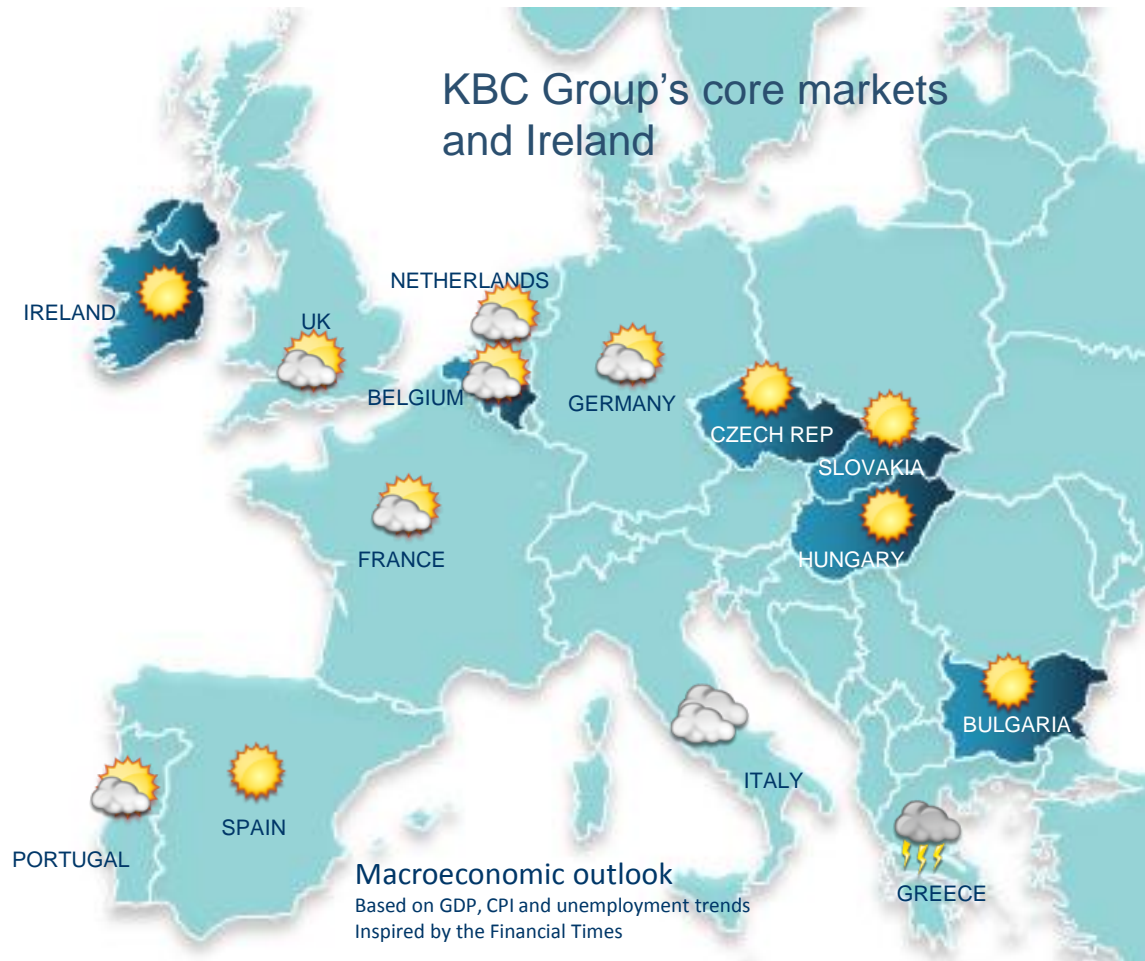 KBC Group's core markets
and Ireland
NETHERLANDS
IRELAND
UK
BELGIUM
GERMANY
CZECH REP
SLOVAKIA
FRANCE
HUNGARY
BULGARIA
ITALY
SPAIN
PORTUGAL
GREECE
Macroeconomic outlook
Based on GDP, CPI and unemployment trends
Inspired by the Financial Times